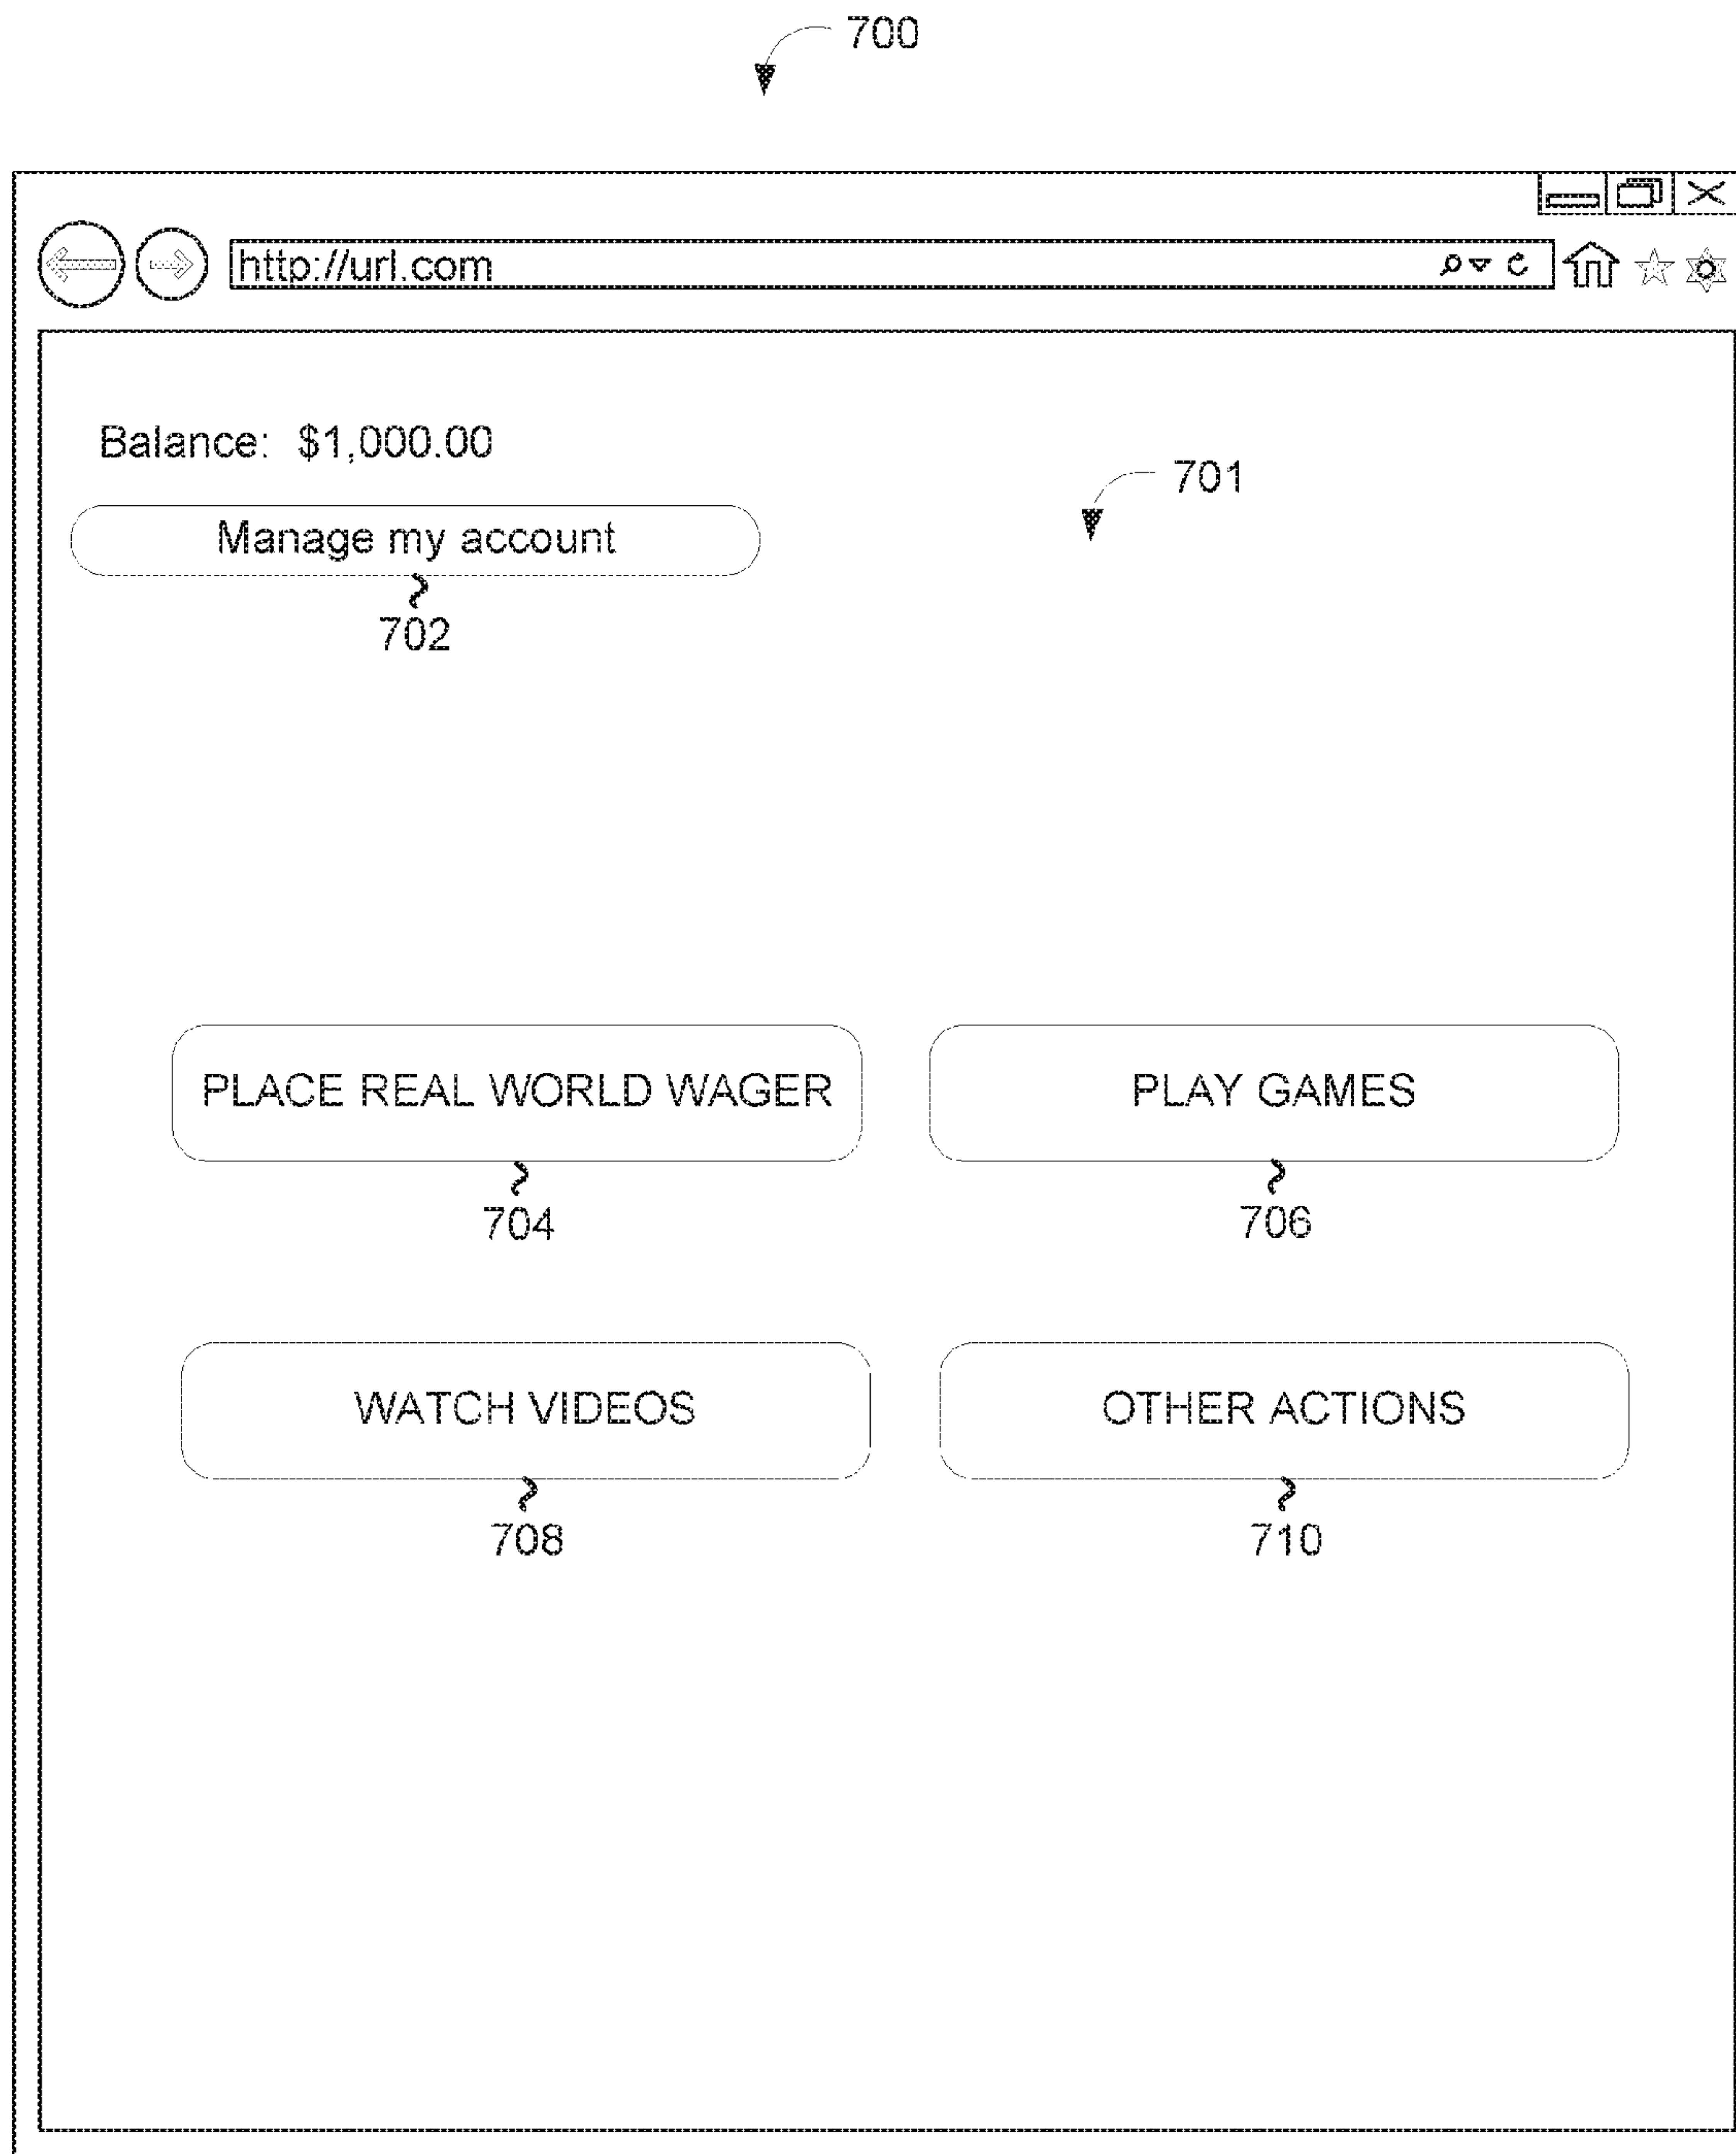 700
http://url.com
Balance: $1,000.00
701
Manage my account
702
PLACE REAL WORLD WAGER
PLAY GAMES
704
706
WATCH VIDEOS
OTHER ACTIONS
708
710